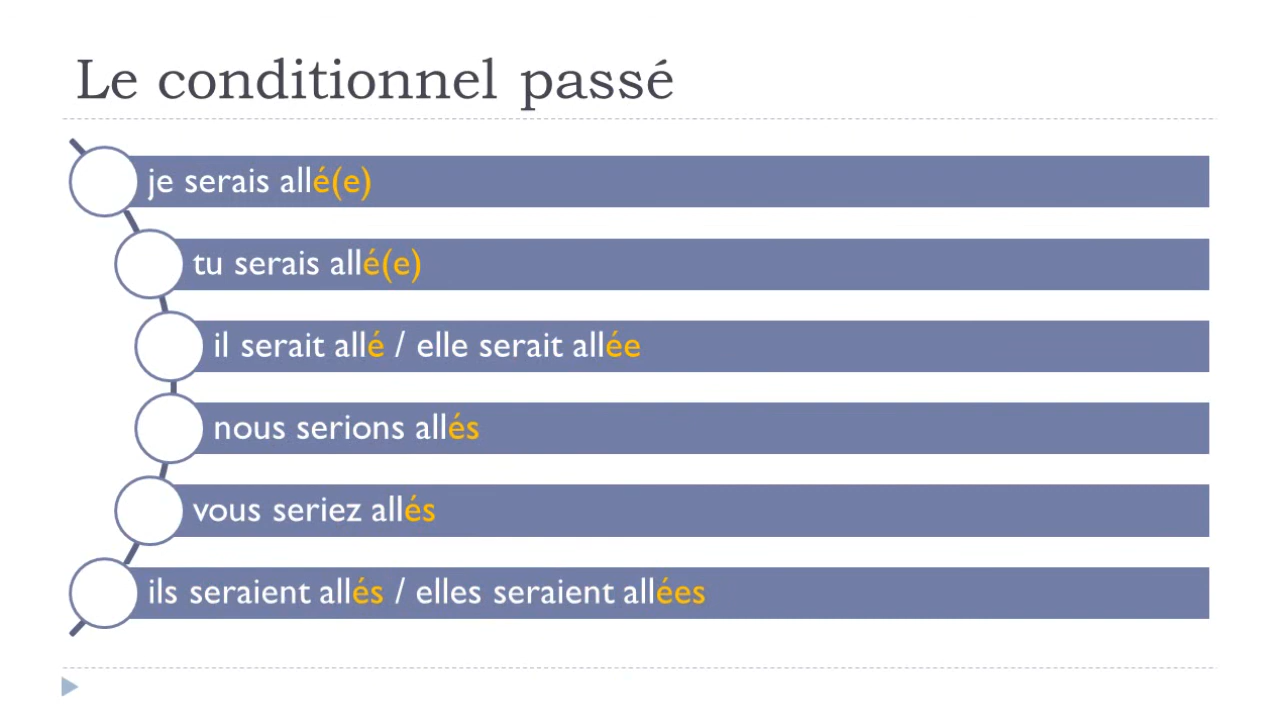 Le conditionnel passé
je serais allé(e)
tu serais allé(e)
il serait allé / elle serait allée
nous serions allés
vous seriez allés
ils seraient allés / elles seraient allées